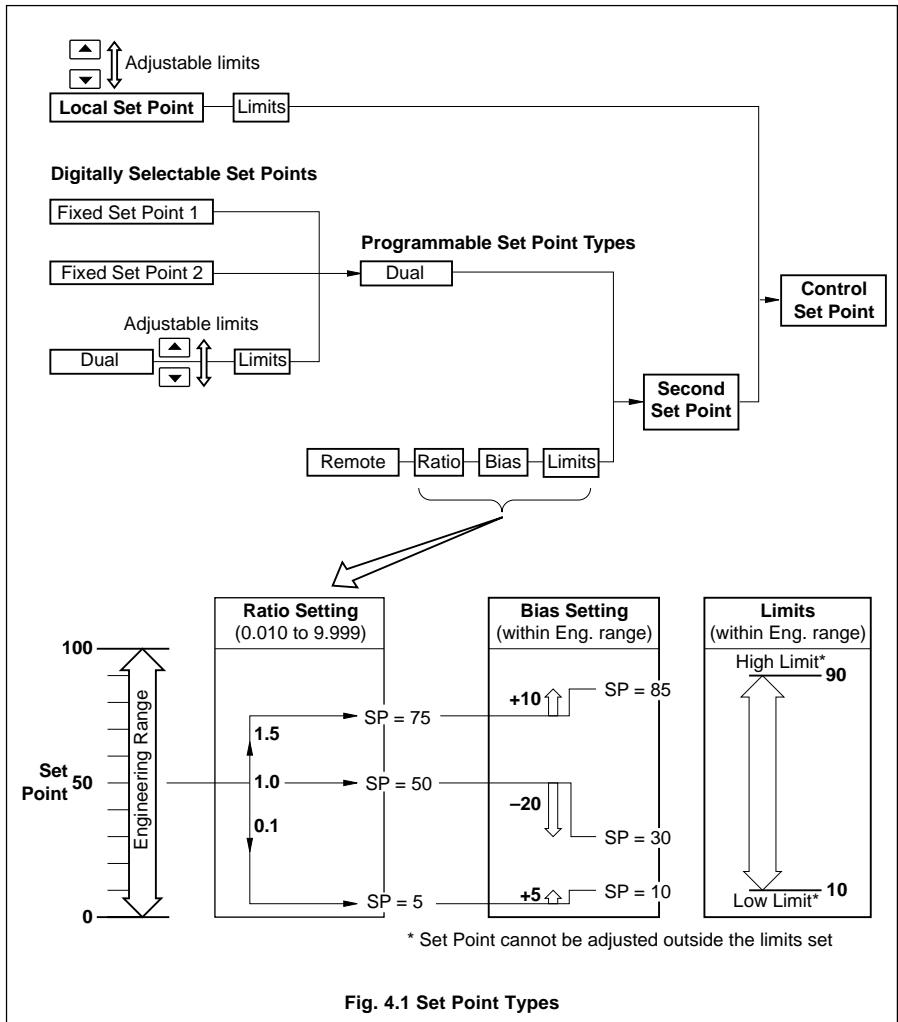 Adjustable limits
Local Set Point
Limits
Digitally Selectable Set Points
Fixed Set Point 1
Programmable Set Point Types
Fixed Set Point 2
Dual
Control
Set Point
Adjustable limits
Dual
Limits
Second
Set Point
Remote
Ratio
Bias
Limits
Ratio Setting
(0.010 to 9.999)
Bias Setting
(within Eng. range)
Limits
(within Eng. range)
100
High Limit*
90
+10
SP = 85
SP = 75
1.5
Engineering Range
Set
Point
50
1.0
SP = 50
–20
0.1
SP = 30
+5
SP = 10
10
SP = 5
Low Limit*
0
* Set Point cannot be adjusted outside the limits set
Fig. 4.1 Set Point Types